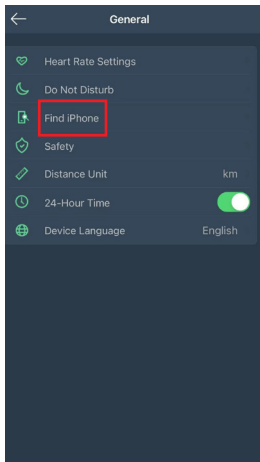 General
Heart Rate Settings
Do Not Disturb
Find iPhone
Safety
Distance Unit km
24-Hour Time
Device Language English